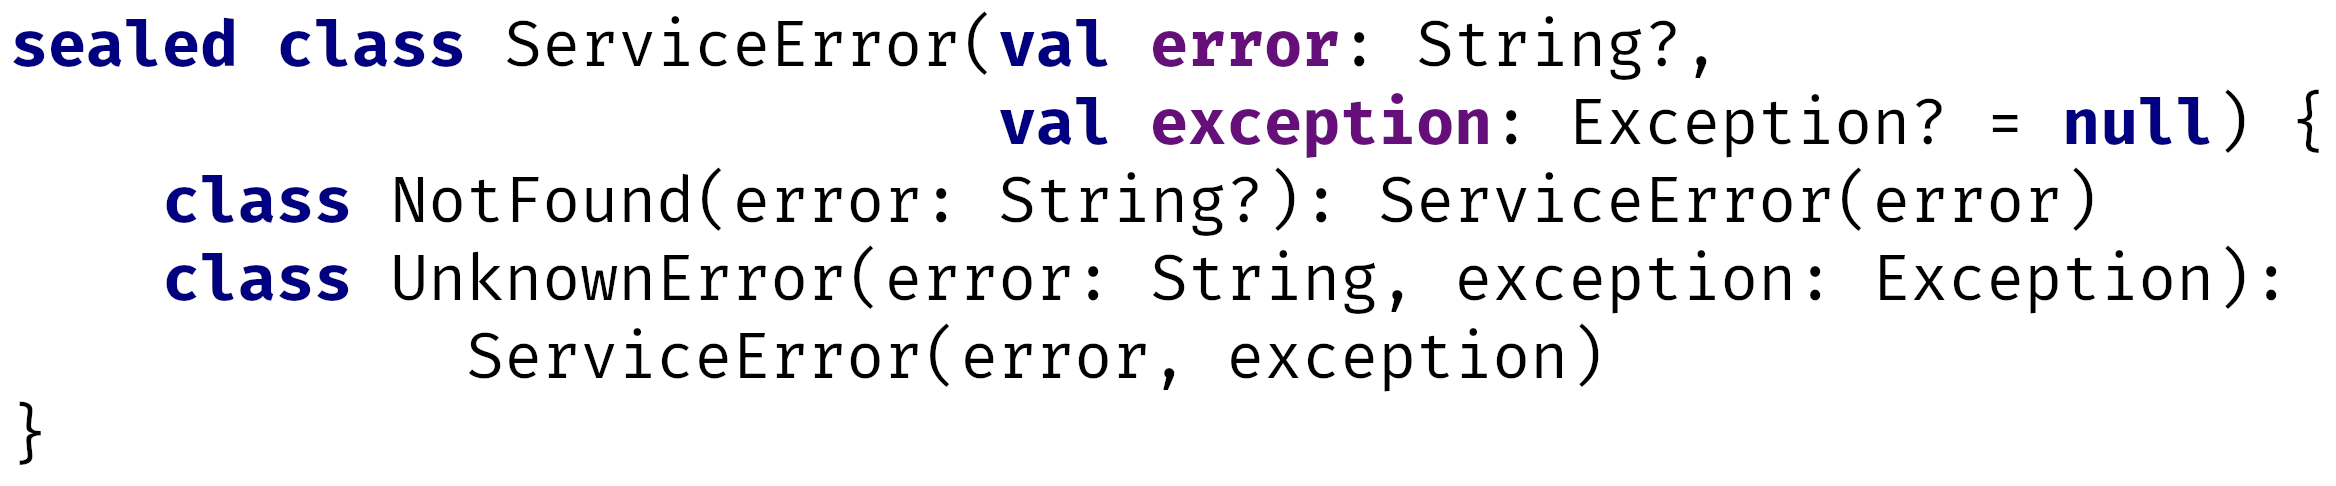 sealed class ServiceError(val error: String?,
                          val exception: Exception? = null) {
    class NotFound(error: String?): ServiceError(error)
    class UnknownError(error: String, exception: Exception):
            ServiceError(error, exception)
}